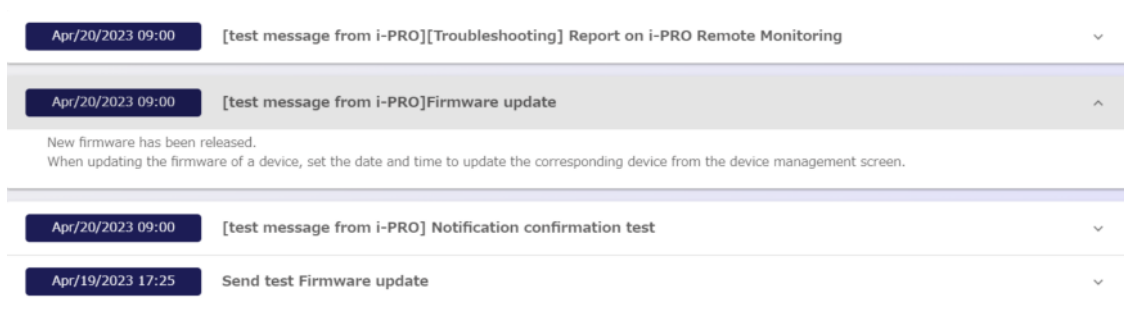 Apr/20/2023 09:00 [test message from i-PRO][Troubleshooting] Report on i-PRO Remote Monitoring
Apr/20/2023 09:00 [test message from i-PRO]Firmware update
New firmware has been released.
When updating the firmware of a device, set the date and time to update the corresponding device from the device management screen.
Apr/20/2023 09:00 [test message from i-PRO] Notification confirmation test
Apr/19/2023 17:25 Send test Firmware update